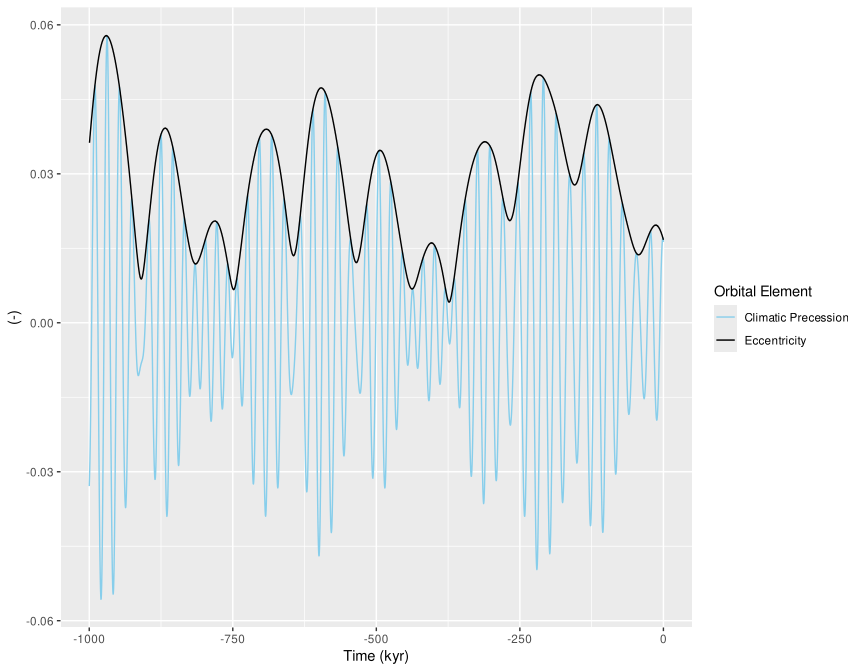 0.06
0.03
0.00
-0.03
-0.06
(-)
-1000
-750
-500
-250
0
Time (kyr)
Orbital Element
Climatic Precession
Eccentricity